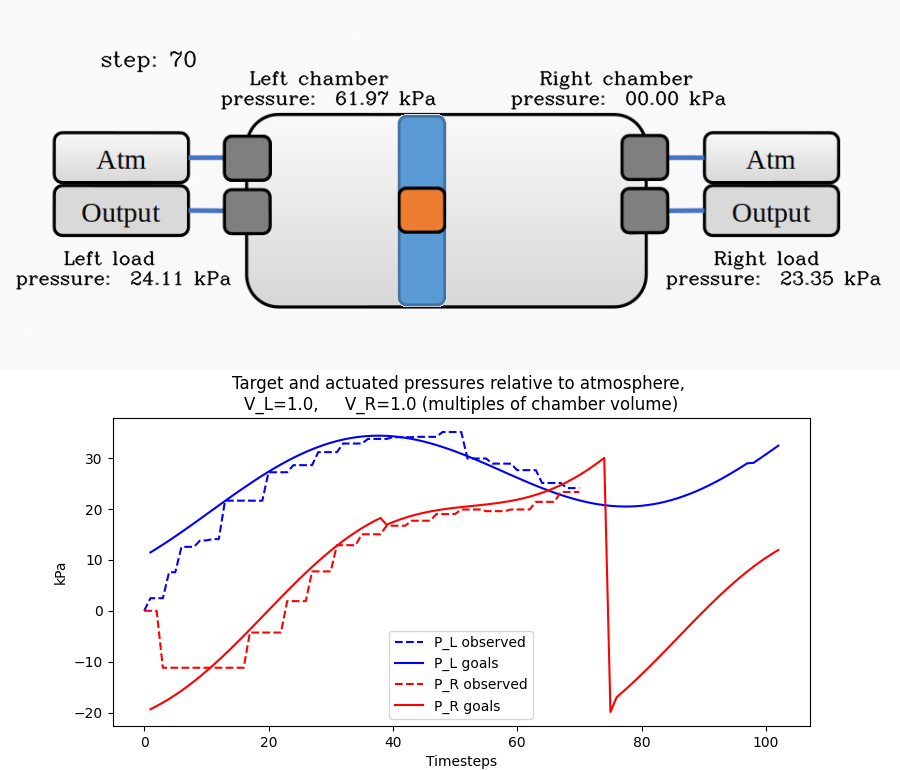 step: 70
Left chamber
pressure: 61.97 kPa
Right chamber
pressure: 00.00 kPa
Atm
Output
Atm
Output
Left load
pressure: 24.11 kPa
Right load
pressure: 23.35 kPa
Target and actuated pressures relative to atmosphere,
V_L=1.0, V_R=1.0 (multiples of chamber volume)
kPa
30
20
10
0
−10
−20
P_L observed
P_L goals
P_R observed
P_R goals
0 20 40 60 80 100
Timesteps